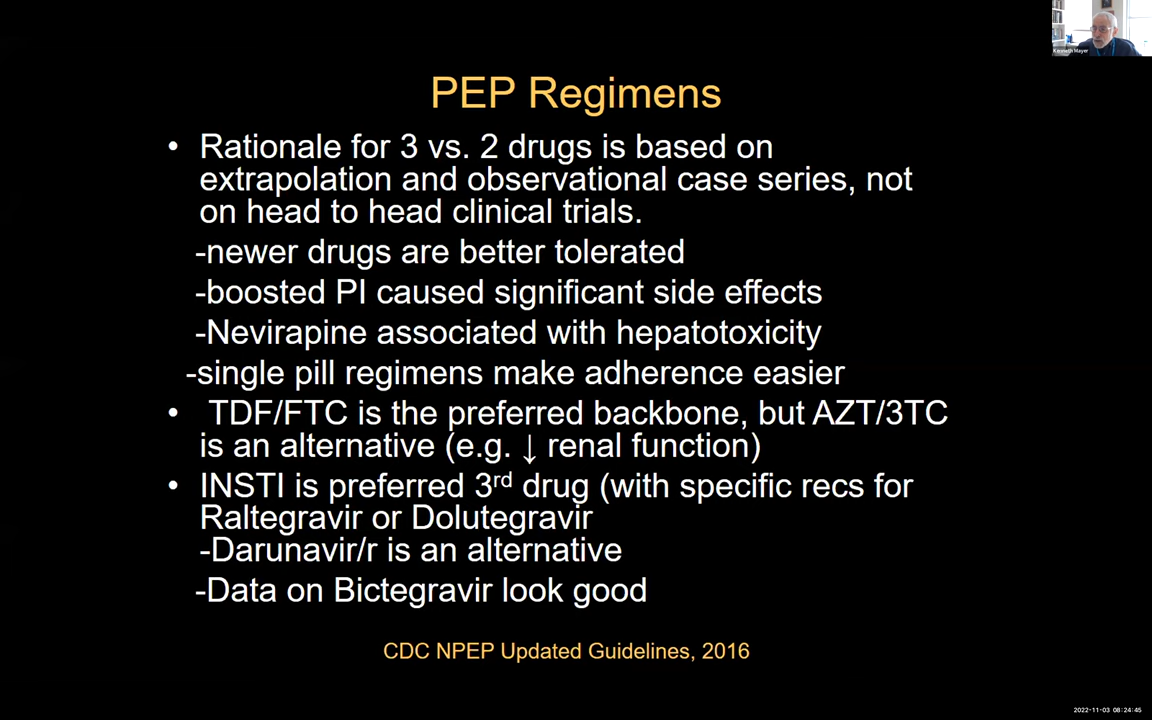 Kenneth Mayer
PEP Regimens
• Rationale for 3 vs. 2 drugs is based on
extrapolation and observational case series, not
on head to head clinical trials.
-newer drugs are better tolerated
-boosted PI caused significant side effects
-Nevirapine associated with hepatotoxicity
-single pill regimens make adherence easier
• TDF/FTC is the preferred backbone, but AZT/3TC
is an alternative (e.g. ↓ renal function)
• INSTI is preferred 3rd drug (with specific recs for
Raltegravir or Dolutegravir
-Darunavir/r is an alternative
-Data on Bictegravir look good
CDC NPEP Updated Guidelines, 2016
2022-11-03 08:24:45